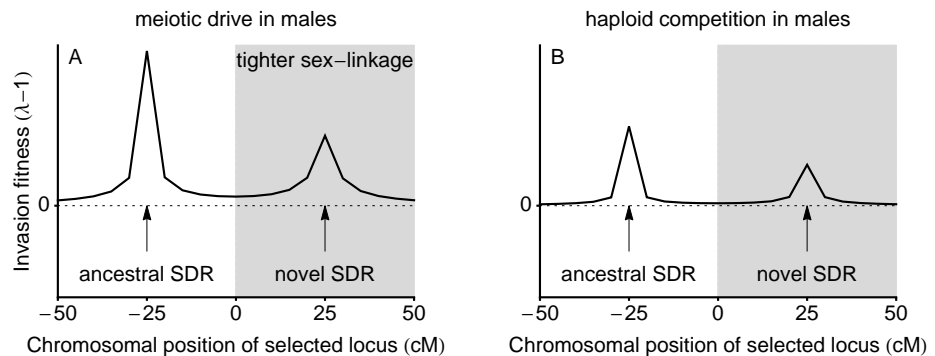 meiotic drive in males
A
tighter sex−linkage
Invasion fitness (λ−1)
0
ancestral SDR
novel SDR
−50 −25 0 25 50
Chromosomal position of selected locus (cM)
haploid competition in males
B
0
ancestral SDR
novel SDR
−50 −25 0 25 50
Chromosomal position of selected locus (cM)